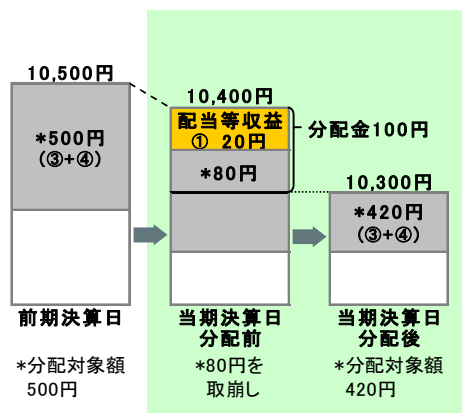 10,500円
*500円
(③+④)
前期決算日
*分配対象額
500円
10,400円
配当等収益
① 20円
*80円
分配金100円
当期決算日
分配前
*80円を
取崩し
10,300円
*420円
(③+④)
当期決算日
分配後
*分配対象額
420円